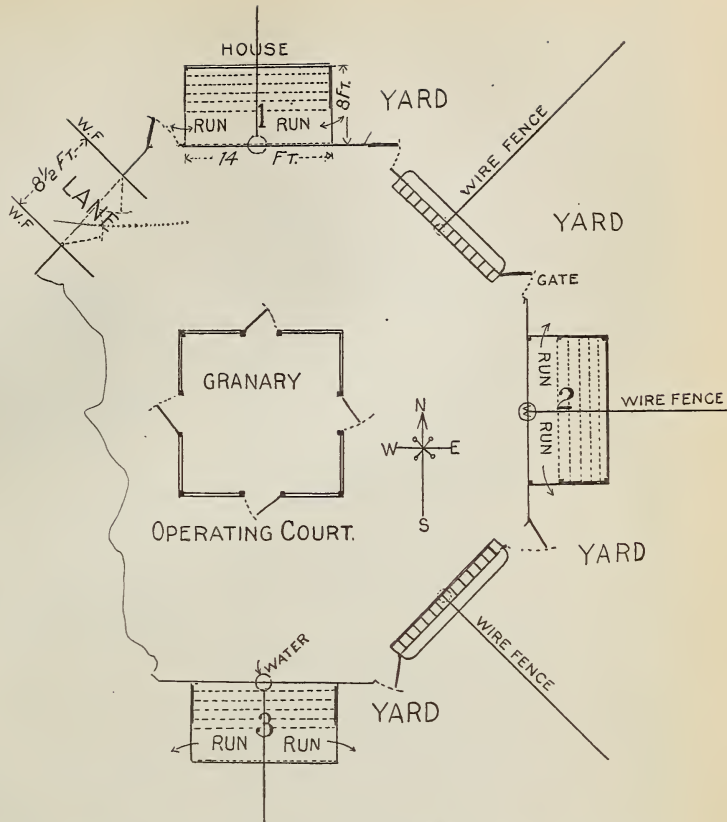 HOUSE
YARD
1
8 FT.
RUN
RUN
14 FT.
W.F
8½ FT.
LANE
W.F
WIRE FENCE
YARD
GATE
GRANARY
RUN
2
WIRE FENCE
W
RUN
N
W
E
S
OPERATING COURT.
YARD
WIRE FENCE
WATER
YARD
3
RUN
RUN